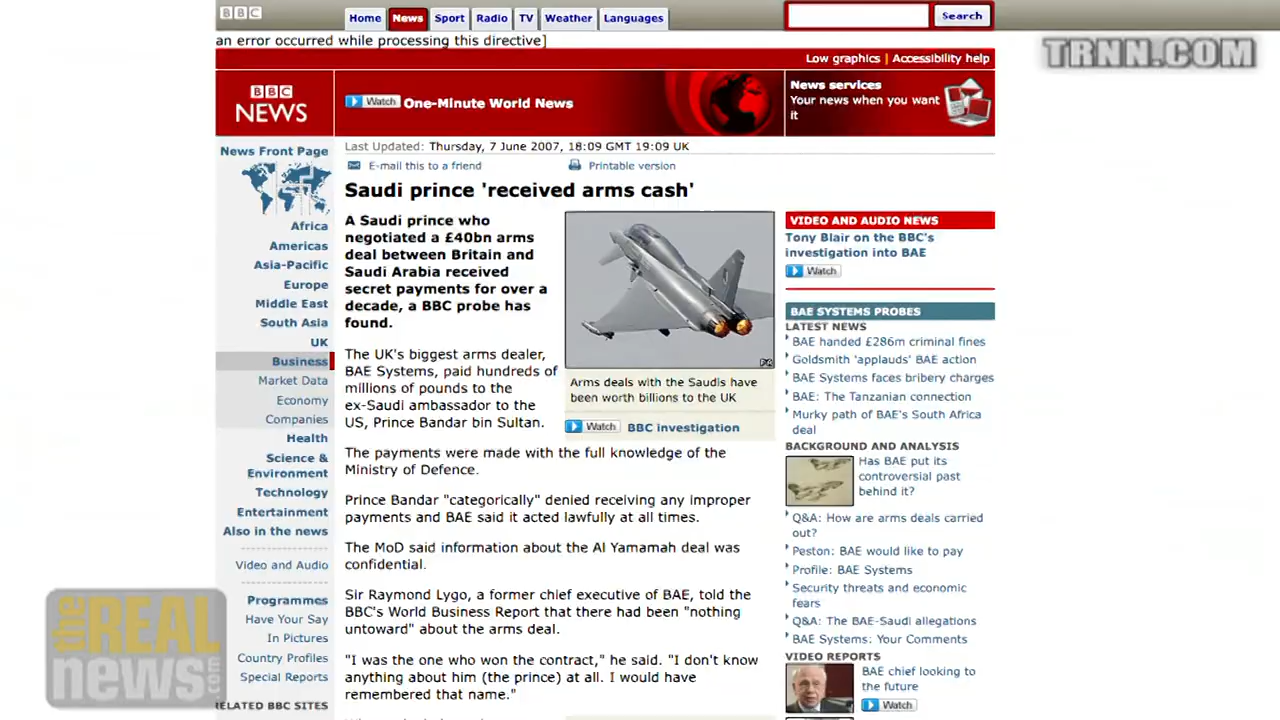 BBC
Home
News
Sport
Radio
TV
Weather
Languages
Search
an error occurred while processing this directive]
TRNN.COM
Low graphics | Accessibility help
BBC
NEWS
Watch One-Minute World News
News services
Your news when you want
it
News Front Page
Africa
Americas
Asia-Pacific
Europe
Middle East
South Asia
UK
Business
Market Data
Economy
Companies
Health
Science &
Environment
Technology
Entertainment
Also in the news
Video and Audio
Programmes
Have Your Say
In Pictures
Country Profiles
Special Reports
RELATED BBC SITES
Last Updated: Thursday, 7 June 2007, 18:09 GMT 19:09 UK
E-mail this to a friend
Printable version
Saudi prince 'received arms cash'
A Saudi prince who
negotiated a £40bn arms
deal between Britain and
Saudi Arabia received
secret payments for over a
decade, a BBC probe has
found.
The UK's biggest arms dealer,
BAE Systems, paid hundreds of
millions of pounds to the
ex-Saudi ambassador to the
US, Prince Bandar bin Sultan.
PA
Arms deals with the Saudis have
been worth billions to the UK
Watch BBC investigation
The payments were made with the full knowledge of the
Ministry of Defence.
Prince Bandar "categorically" denied receiving any improper
payments and BAE said it acted lawfully at all times.
The MoD said information about the Al Yamamah deal was
confidential.
Sir Raymond Lygo, a former chief executive of BAE, told the
BBC's World Business Report that there had been "nothing
untoward" about the arms deal.
"I was the one who won the contract," he said. "I don't know
anything about him (the prince) at all. I would have
remembered that name."
VIDEO AND AUDIO NEWS
Tony Blair on the BBC's
investigation into BAE
Watch
BAE SYSTEMS PROBES
LATEST NEWS
BAE handed £286m criminal fines
Goldsmith 'applauds' BAE action
BAE Systems faces bribery charges
BAE: The Tanzanian connection
Murky path of BAE's South Africa
deal
BACKGROUND AND ANALYSIS
Has BAE put its
controversial past
behind it?
Q&A: How are arms deals carried
out?
Peston: BAE would like to pay
Profile: BAE Systems
Security threats and economic
fears
Q&A: The BAE-Saudi allegations
BAE Systems: Your Comments
VIDEO REPORTS
BAE chief looking to
the future
Watch
the REAL
news.com